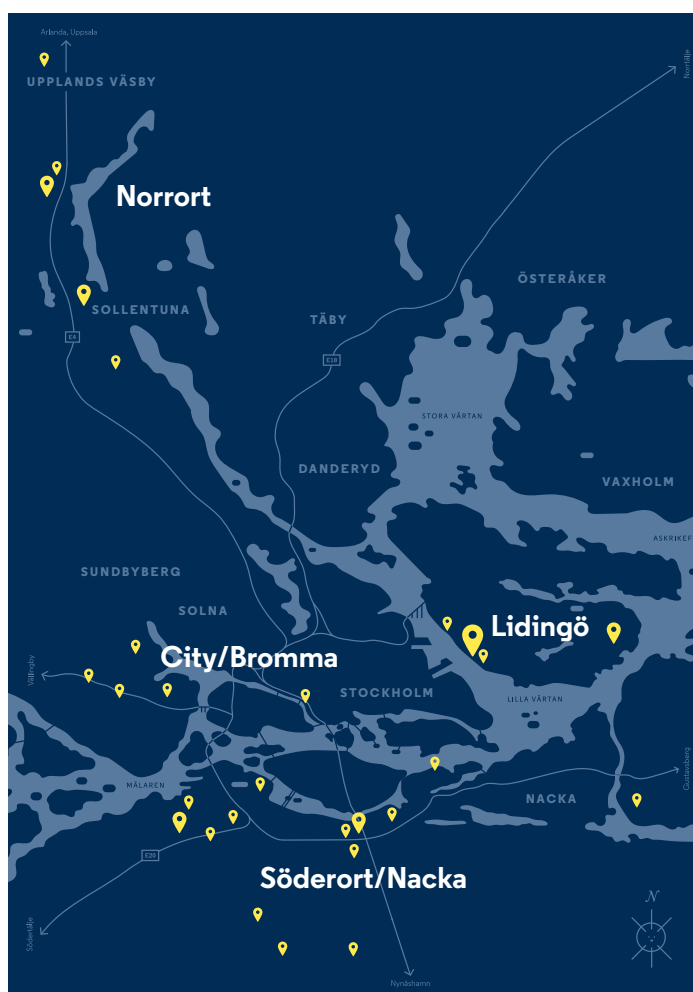 Arlanda, Uppsala
Norrtälje
UPPLANDS VÄSBY
Norrort
ÖSTERÅKER
SOLLENTUNA
TÄBY
E4
E18
STORA VÄRTAN
DANDERYD
VAXHOLM
ASKRIKEF
SUNDBYBERG
SOLNA
Lidingö
City/Bromma
Vällingby
STOCKHOLM
LILLA VÄRTAN
Gustavsberg
MÄLAREN
NACKA
E20
Söderort/Nacka
N
Södertälje
Nynäshamn